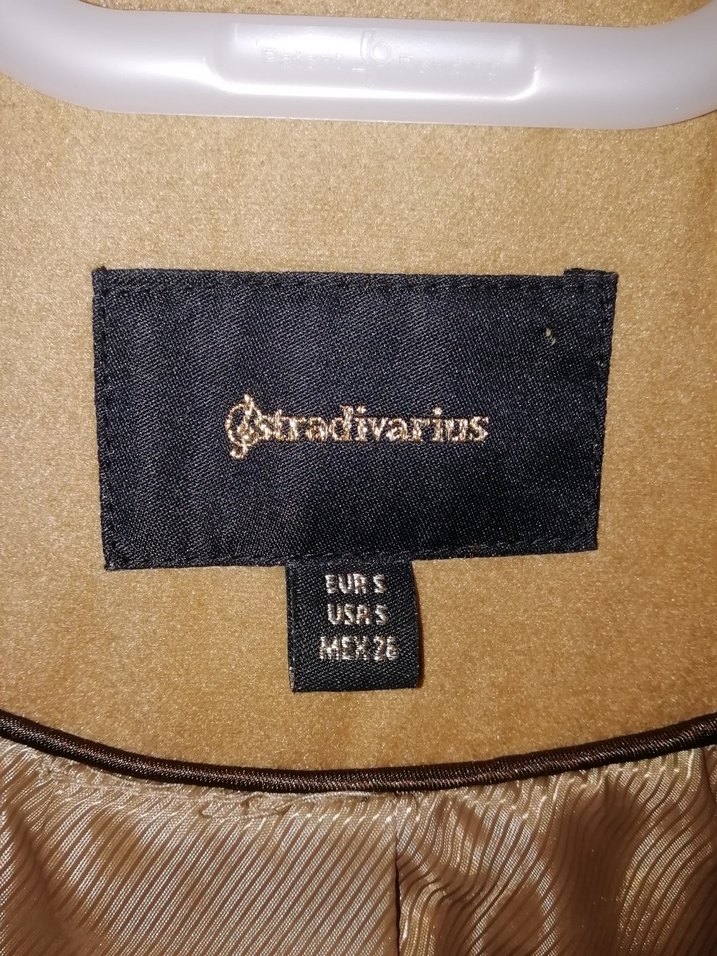 stradivarius
EUR S
USA S
MEX 26